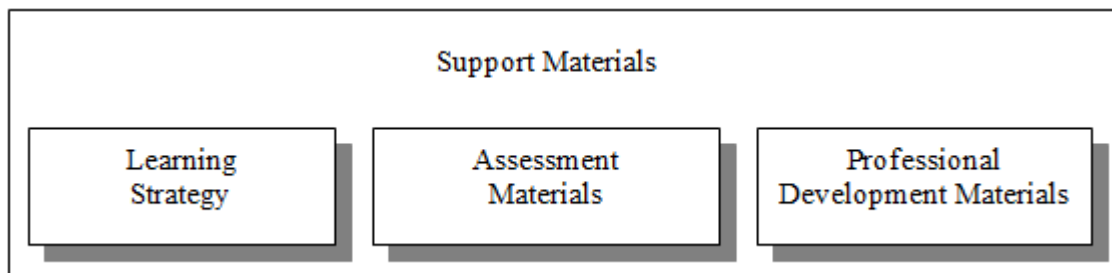 Support Materials
Learning
Strategy
Assessment
Materials
Professional
Development Materials